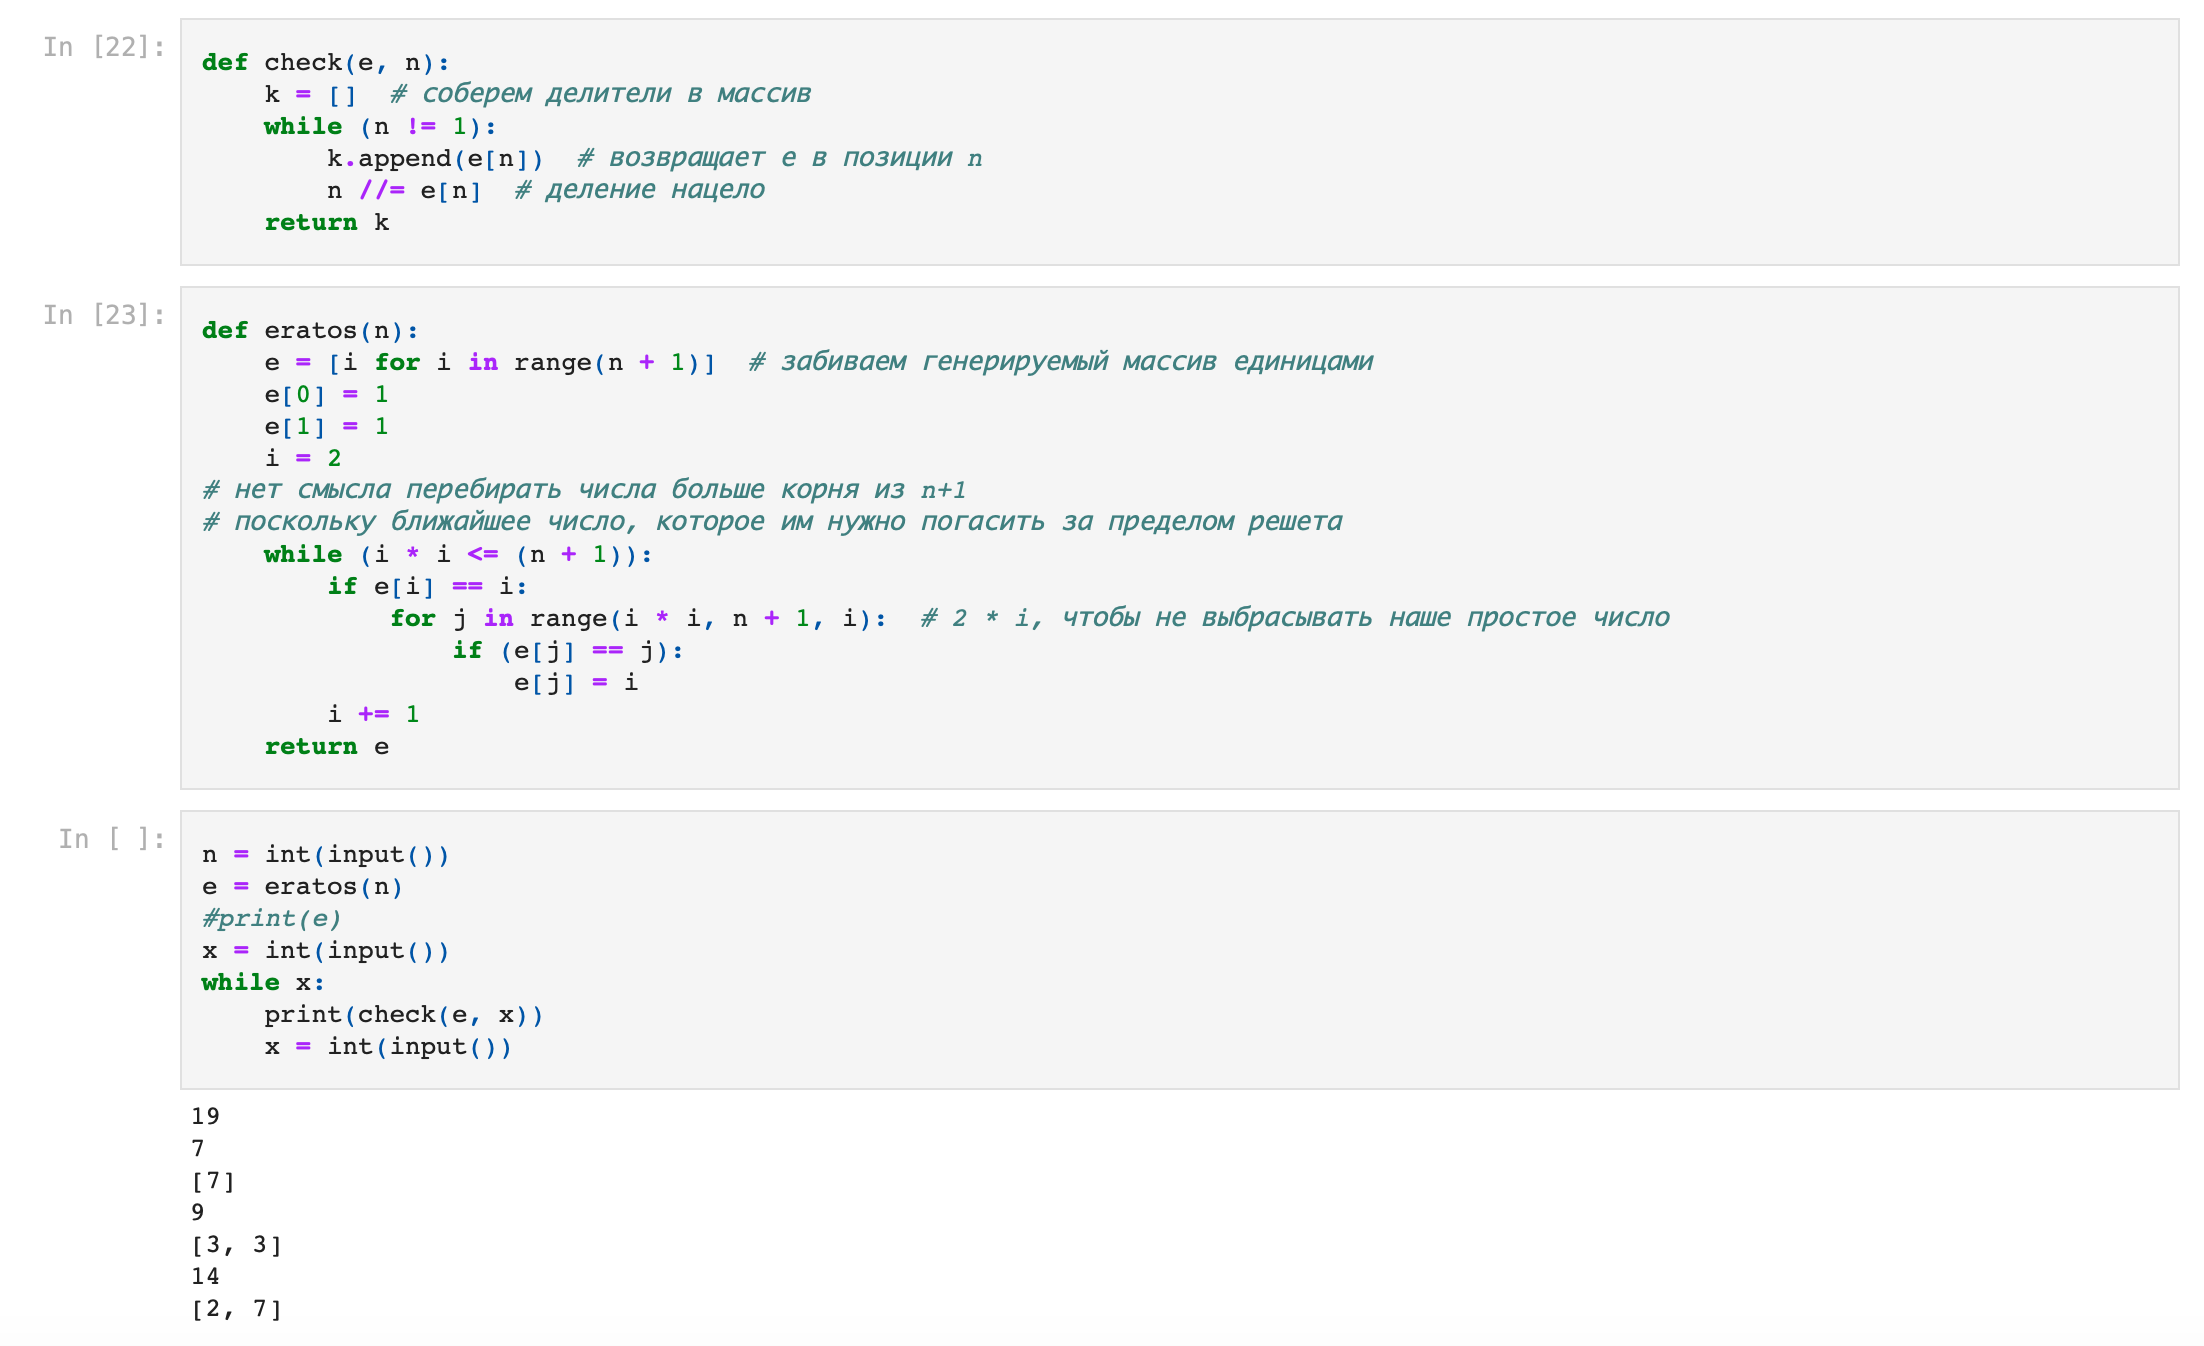 In [22]:
def check(e, n):
    k = []  # соберем делители в массив
    while (n != 1):
        k.append(e[n])  # возвращает e в позиции n
        n //= e[n]  # деление нацело
    return k
In [23]:
def eratos(n):
    e = [i for i in range(n + 1)]  # забиваем генерируемый массив единицами
    e[0] = 1
    e[1] = 1
    i = 2
# нет смысла перебирать числа больше корня из n+1
# поскольку ближайшее число, которое им нужно погасить за пределом решета
    while (i * i <= (n + 1)):
        if e[i] == i:
            for j in range(i * i, n + 1, i):  # 2 * i, чтобы не выбрасывать наше простое число
                if (e[j] == j):
                    e[j] = i
        i += 1
    return e
In [ ]:
n = int(input())
e = eratos(n)
#print(e)
x = int(input())
while x:
    print(check(e, x))
    x = int(input())
19
7
[7]
9
[3, 3]
14
[2, 7]